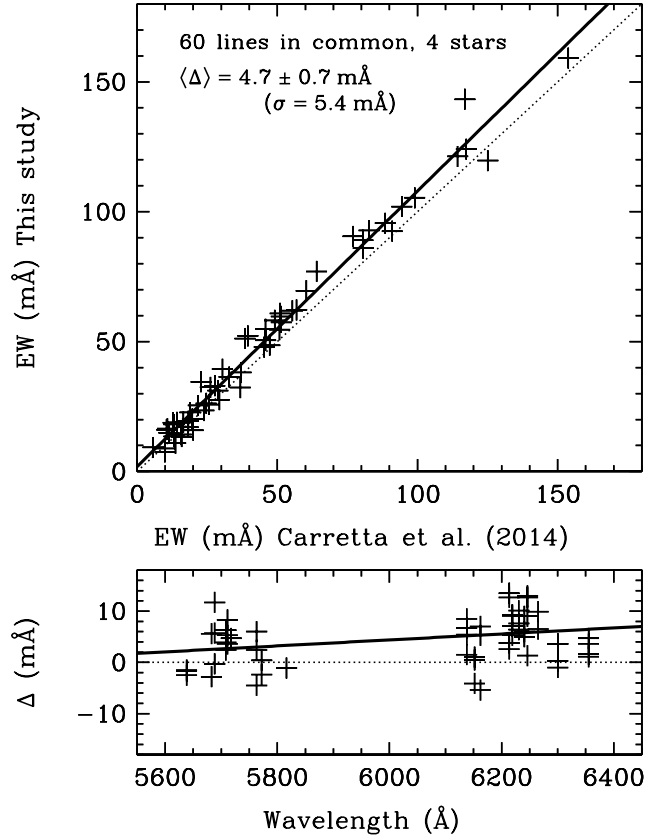 60 lines in common, 4 stars
⟨Δ⟩ = 4.7 ± 0.7 mÅ
(σ = 5.4 mÅ)
EW (mÅ) This study
150
100
50
0
0 50 100 150
EW (mÅ) Carretta et al. (2014)
Δ (mÅ)
10
0
−10
5600 5800 6000 6200 6400
Wavelength (Å)